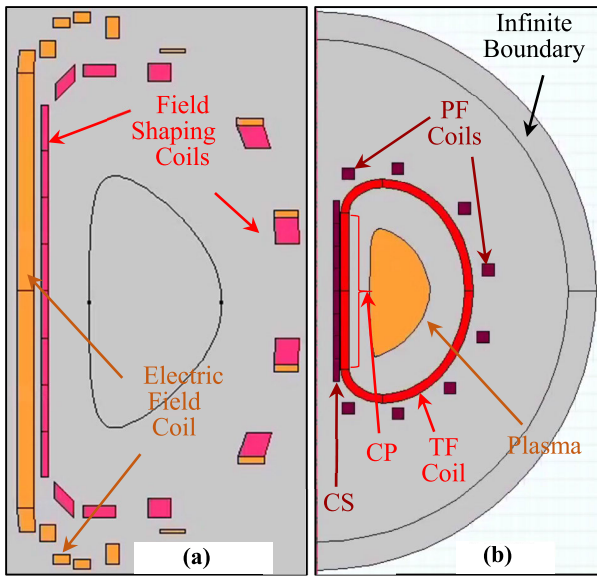 Field
Shaping
Coils
Electric
Field
Coil
(a)
Infinite
Boundary
PF
Coils
CP
TF
Coil
Plasma
CS
(b)